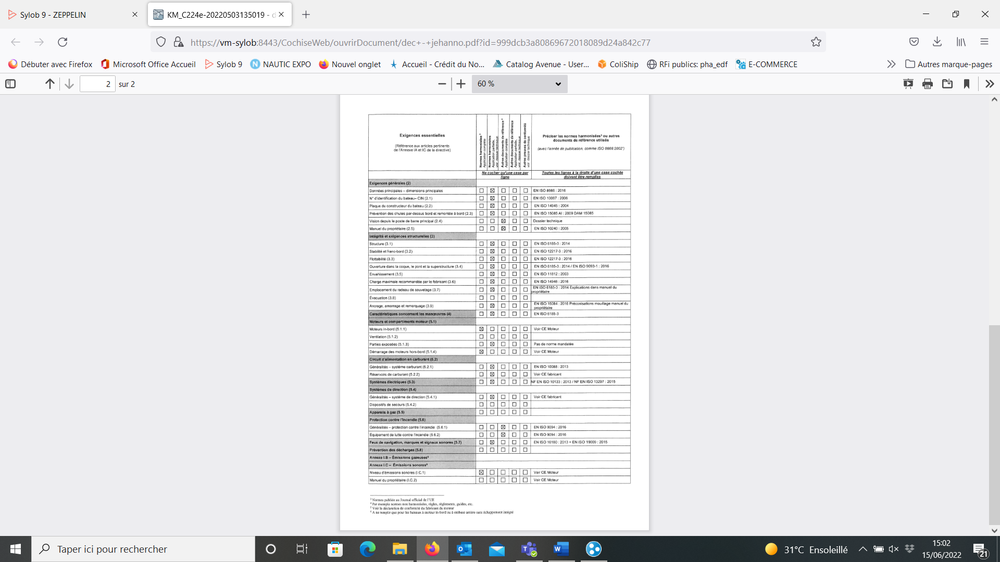 Sylob 9 - ZEPPELIN
KM_C224e-20220503135019 - d
https://vm-sylob:8443/CochiseWeb/ouvrirDocument/dec+-+jehanno.pdf?id=999dcb3a80869672018089d24a842c77
Débuter avec Firefox
Microsoft Office Accueil
Sylob 9
NAUTIC EXPO
Nouvel onglet
Accueil - Crédit du No...
Catalog Avenue - User...
ColiShip
RFi publics: pha_edf
E-COMMERCE
Autres marque-pages
2 sur 2
60 %
Exigences essentielles
(Référence aux articles pertinents
de l'Annexe IA et IC de la directive)
Normes harmonisées ³
Application complète
Normes harmonisées
Application partielle,
voir dossier technique
Autres documents de référence ⁴
Application complète
Autres documents de référence
Application partielle,
voir dossier technique
Autres preuves de conformité
voir dossier technique
Préciser les normes harmonisées³ ou autres
documents de référence utilisés
(avec l'année de publication, comme ISO 8666:2002")
Ne cocher qu'une case par
ligne
Toutes les lignes à la droite d'une case cochée
doivent être remplies
Exigences générales (2)
Données principales – dimensions principales EN ISO 8666 : 2016
N° d'identification du bateau– CIN (2.1) EN ISO 10087 : 2006
Plaque du constructeur du bateau (2.2) EN ISO 14945 : 2004
Prévention des chutes par-dessus bord et remontée à bord (2.3) EN ISO 15085 AI : 2009 DAM 15085
Vision depuis le poste de barre principal (2.4) Dossier technique
Manuel du propriétaire (2.5) EN ISO 10240 : 2005
Intégrité et exigences structurelles (3)
Structure (3.1) EN ISO 6185-3 : 2014
Stabilité et franc-bord (3.2) EN ISO 12217-3 : 2016
Flottabilité (3.3) EN ISO 12217-3 : 2016
Ouverture dans la coque, le pont et la superstructure (3.4) EN ISO 6185-3 : 2014 / EN ISO 9093-1 : 2016
Envahissement (3.5) EN ISO 11812 : 2003
Charge maximale recommandée par le fabricant (3.6) EN ISO 14946 : 2016
Emplacement du radeau de sauvetage (3.7) EN ISO 6185-3 : 2014 Explications dans manuel du
propriétaire
Évacuation (3.8)
Ancrage, amarrage et remorquage (3.9) EN ISO 15084 : 2016 Préconisations mouillage manuel du
propriétaire
Caractéristiques concernant les manœuvres (4) EN ISO 6185-3
Moteurs et compartiments moteur (5.1)
Moteurs in-bord (5.1.1) Voir CE Moteur
Ventilation (5.1.2)
Parties exposées (5.1.3) Pas de norme mandatée
Démarrage des moteurs hors-bord (5.1.4) Voir CE Moteur
Circuit d'alimentation en carburant (5.2)
Généralités – système carburant (5.2.1) EN ISO 10088 : 2013
Réservoirs de carburant (5.2.2) Voir CE fabricant
Systèmes électriques (5.3) NF EN ISO 10133 : 2013 / NF EN ISO 13297 : 2015
Systèmes de direction (5.4)
Généralités – système de direction (5.4.1) Voir CE fabricant
Dispositifs de secours (5.4.2)
Appareils à gaz (5.5)
Protection contre l'incendie (5.6)
Généralités – protection contre l'incendie (5.6.1) EN ISO 9094 : 2016
Équipement de lutte contre l'incendie (5.6.2) EN ISO 9094 : 2016
Feux de navigation, marques et signaux sonores (5.7) EN ISO 16180 : 2013 + EN ISO 19009 : 2015
Prévention des décharges (5.8)
Annexe I.B – Émissions gazeuses⁵
Annexe I.C – Émissions sonores⁶
Niveau d'émissions sonores (I.C.1) Voir CE Moteur
Manuel du propriétaire (I.C.2) Voir CE Moteur
³ Normes publiée au Journal official de l'UE
⁴ Par exemple normes non harmonisées, règles, règlements, guides, etc.
⁵ Voir la déclaration de conformité du fabricant du moteur
⁶ A ne remplir que pour les bateaux à moteur in-bord ou à embase arrière sans échappement intégré
Taper ici pour rechercher
31°C Ensoleillé
15:02
15/06/2022
21